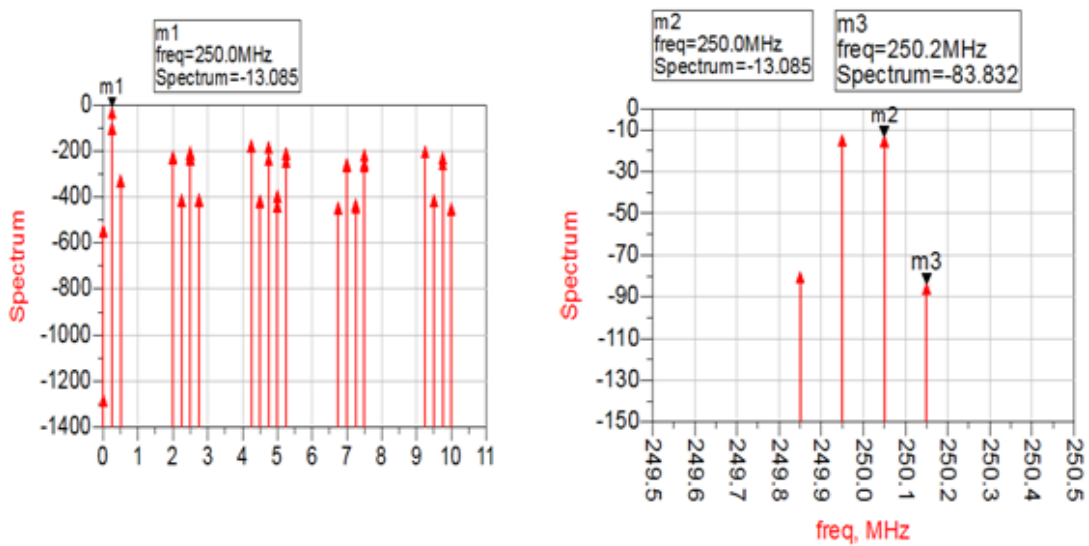 m1
freq=250.0MHz
Spectrum=-13.085
m1
0
-200
-400
-600
-800
-1000
-1200
-1400
Spectrum
0 1 2 3 4 5 6 7 8 9 10 11
m2
freq=250.0MHz
Spectrum=-13.085
m3
freq=250.2MHz
Spectrum=-83.832
m2
m3
0
-10
-30
-50
-70
-90
-110
-130
-150
Spectrum
249.5 249.6 249.7 249.8 249.9 250.0 250.1 250.2 250.3 250.4 250.5
freq, MHz